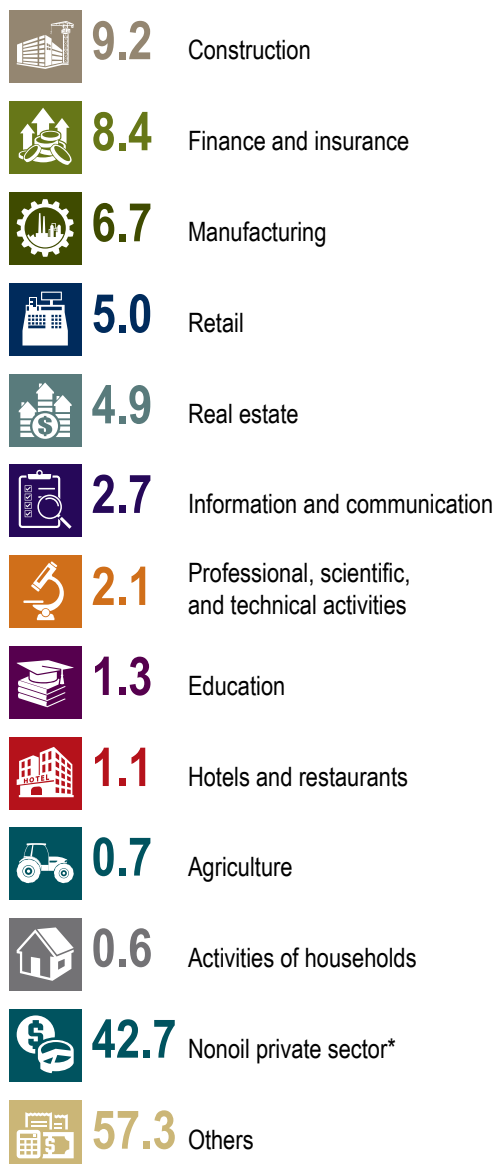 9.2 Construction
8.4 Finance and insurance
6.7 Manufacturing
5.0 Retail
4.9 Real estate
2.7 Information and communication
2.1 Professional, scientific,
and technical activities
1.3 Education
HOTEL 1.1 Hotels and restaurants
0.7 Agriculture
0.6 Activities of households
$ 42.7 Nonoil private sector*
57.3 Others